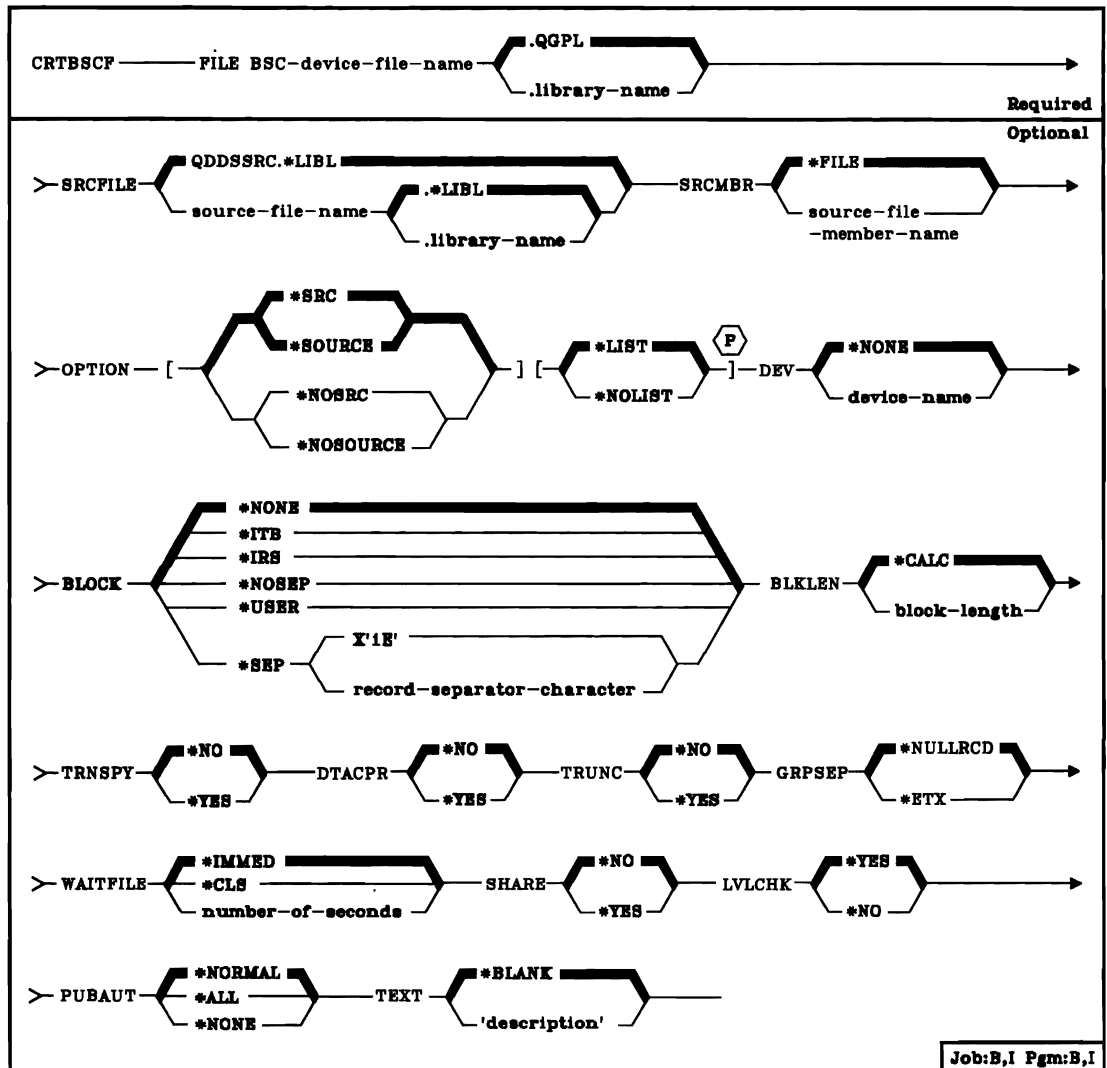 .QGPL
CRTBSCF FILE BSC-device-file-name
.library-name
Required
Optional
QDDSSRC.*LIBL *FILE
SRCFILE .*LIBL SRCMBR
source-file-name source-file
.library-name -member-name
*SRC
*SOURCE P *LIST *NONE
OPTION [ ] [ ] DEV
*NOSRC *NOLIST device-name
*NOSOURCE
*NONE
*ITB
*IRS *CALC
BLOCK *NOSEP BLKLEN
*USER block-length
X'1E'
*SEP
record-separator-character
*NO *NO *NO *NULLRCD
TRNSPY DTACPR TRUNC GRPSEP
*YES *YES *YES *ETX
*IMMED *NO *YES
WAITFILE *CLS SHARE LVLCHK
number-of-seconds *YES *NO
*NORMAL *BLANK
PUBAUT *ALL TEXT
*NONE 'description'
Job:B,I Pgm:B,I